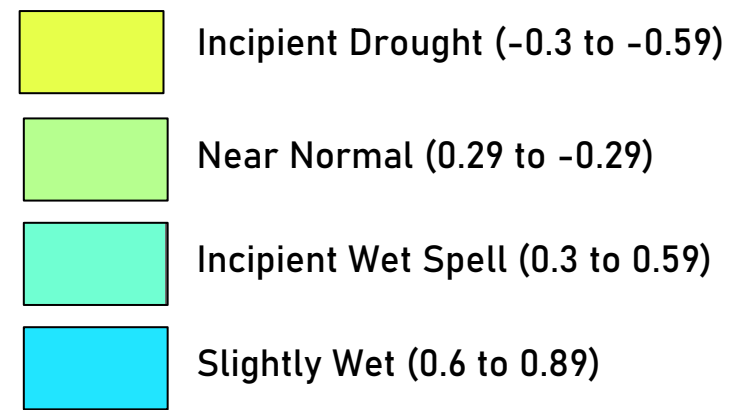 Incipient Drought (-0.3 to -0.59)
Near Normal (0.29 to -0.29)
Incipient Wet Spell (0.3 to 0.59)
Slightly Wet (0.6 to 0.89)